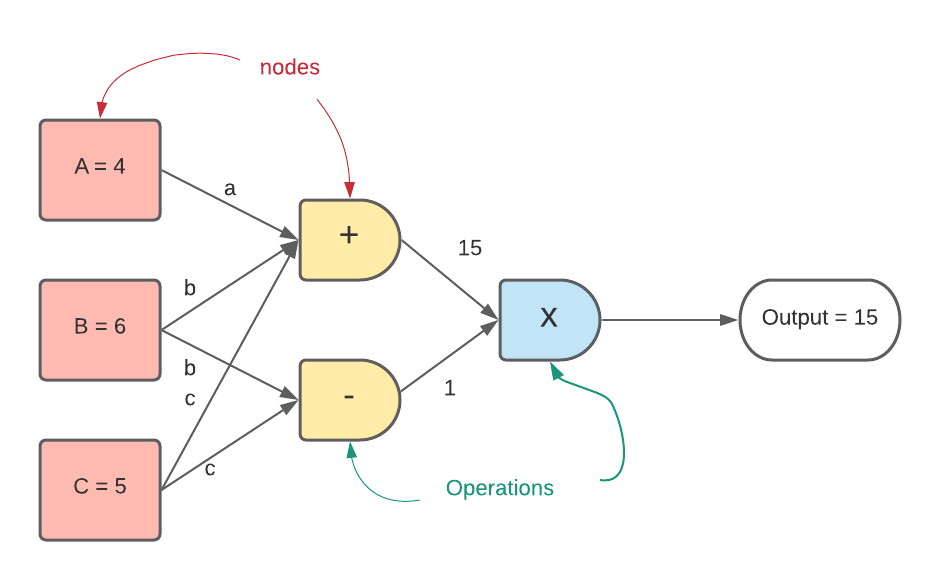 nodes
A = 4
a
+
15
b
B = 6
x
Output = 15
b
c
-
1
c
C = 5
Operations